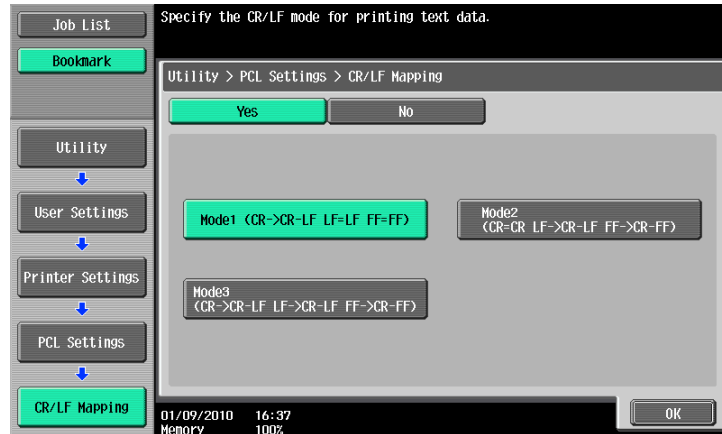 Job List
Bookmark
Utility
User Settings
Printer Settings
PCL Settings
CR/LF Mapping
Specify the CR/LF mode for printing text data.
Utility > PCL Settings > CR/LF Mapping
Yes
No
Mode1 (CR->CR-LF LF=LF FF=FF)
Mode2
(CR=CR LF->CR-LF FF->CR-FF)
Mode3
(CR->CR-LF LF->CR-LF FF->CR-FF)
01/09/2010 16:37
Memory 100%
OK